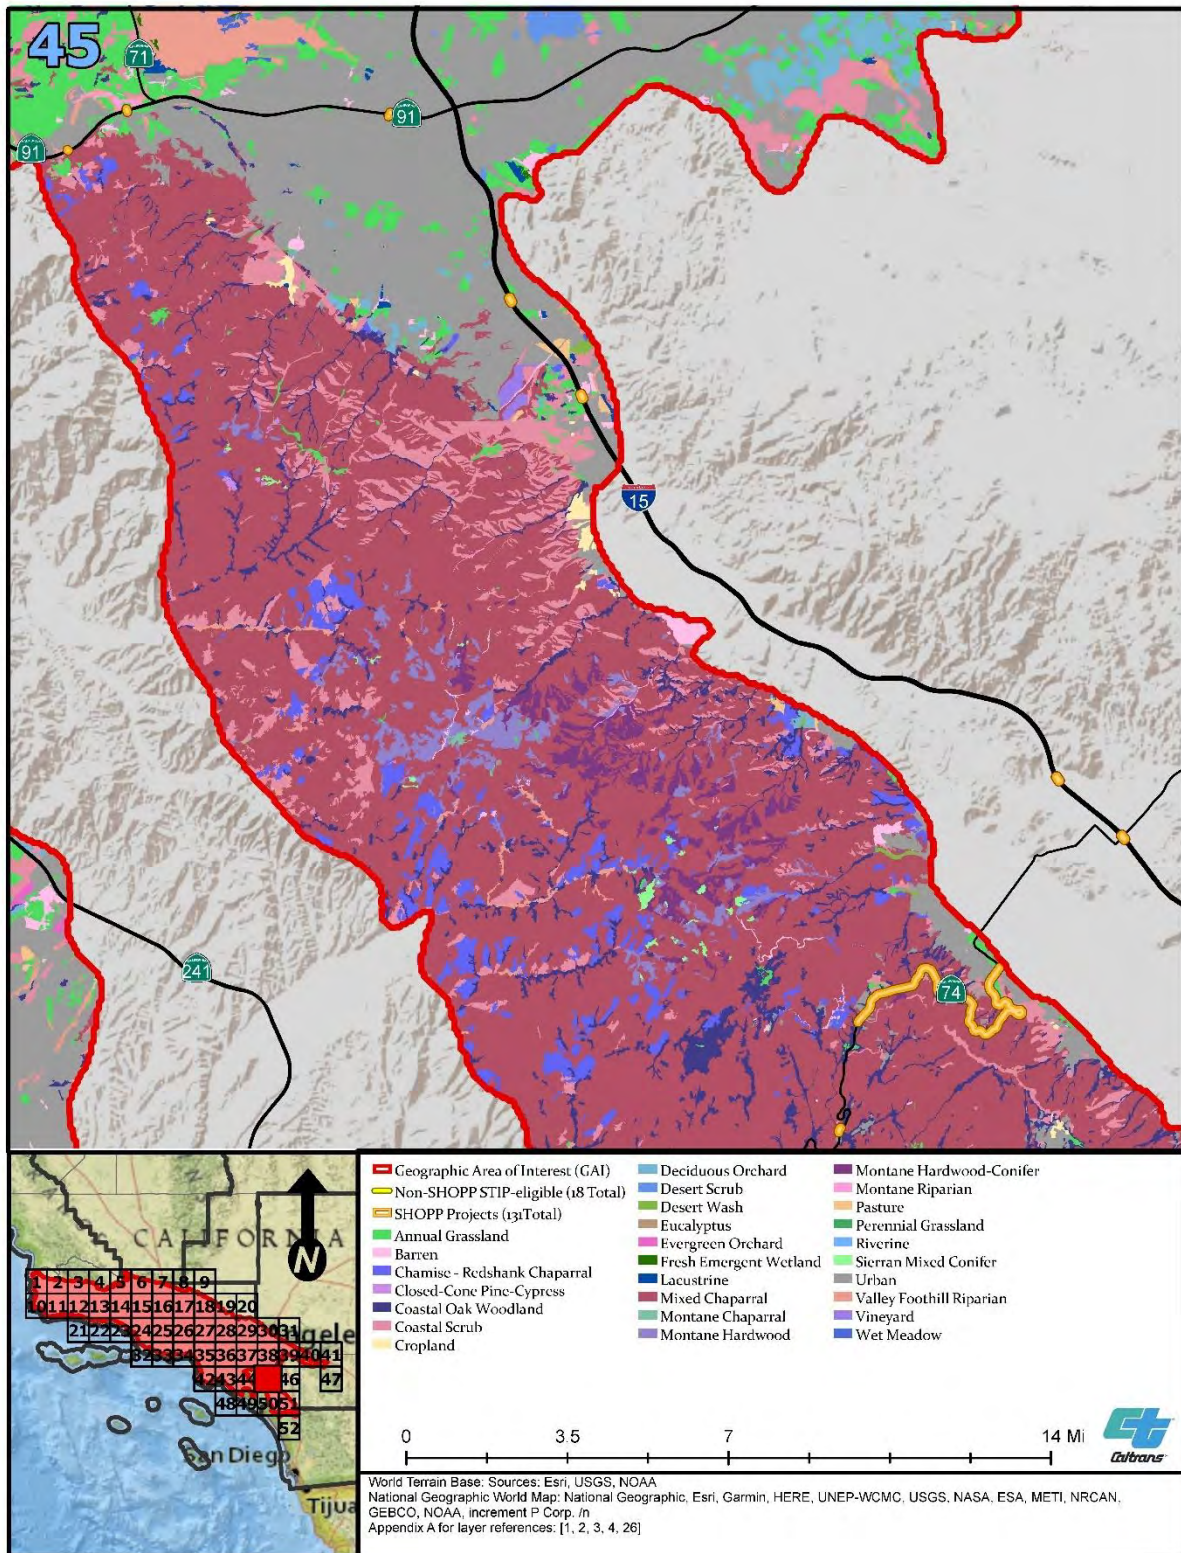 45
71
91
91
15
241
74
CALIFORNIA
N
1 2 3 4 5 6 7 8 9
10 11 12 13 14 15 16 17 18 19 20
21 22 23 24 25 26 27 28 29 30 31
32 33 34 35 36 37 38 39 40 41
42 43 44 46 47
48 49 50 51
52
San Diego
Tijua
Geographic Area of Interest (GAI)
Non-SHOPP STIP-eligible (18 Total)
SHOPP Projects (131Total)
Annual Grassland
Barren
Chamise - Redshank Chaparral
Closed-Cone Pine-Cypress
Coastal Oak Woodland
Coastal Scrub
Cropland
Deciduous Orchard
Desert Scrub
Desert Wash
Eucalyptus
Evergreen Orchard
Fresh Emergent Wetland
Lacustrine
Mixed Chaparral
Montane Chaparral
Montane Hardwood
Montane Hardwood-Conifer
Montane Riparian
Pasture
Perennial Grassland
Riverine
Sierran Mixed Conifer
Urban
Valley Foothill Riparian
Vineyard
Wet Meadow
0 3.5 7 14 Mi
Ct
Caltrans
World Terrain Base: Sources: Esri, USGS, NOAA
National Geographic World Map: National Geographic, Esri, Garmin, HERE, UNEP-WCMC, USGS, NASA, ESA, METI, NRCAN,
GEBCO, NOAA, increment P Corp. /n
Appendix A for layer references: [1, 2, 3, 4, 26]